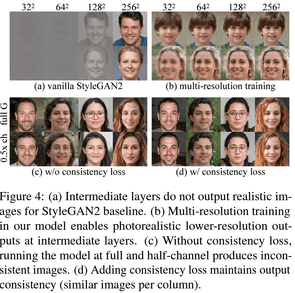 32² 64² 128² 256² 32² 64² 128² 256²
(a) vanilla StyleGAN2 (b) multi-resolution training
full G
0.5x ch
(c) w/o consistency loss (d) w/ consistency loss
Figure 4: (a) Intermediate layers do not output realistic im-
ages for StyleGAN2 baseline. (b) Multi-resolution training
in our model enables photorealistic lower-resolution out-
puts at intermediate layers. (c) Without consistency loss,
running the model at full and half-channel produces incon-
sistent images. (d) Adding consistency loss maintains output
consistency (similar images per column).